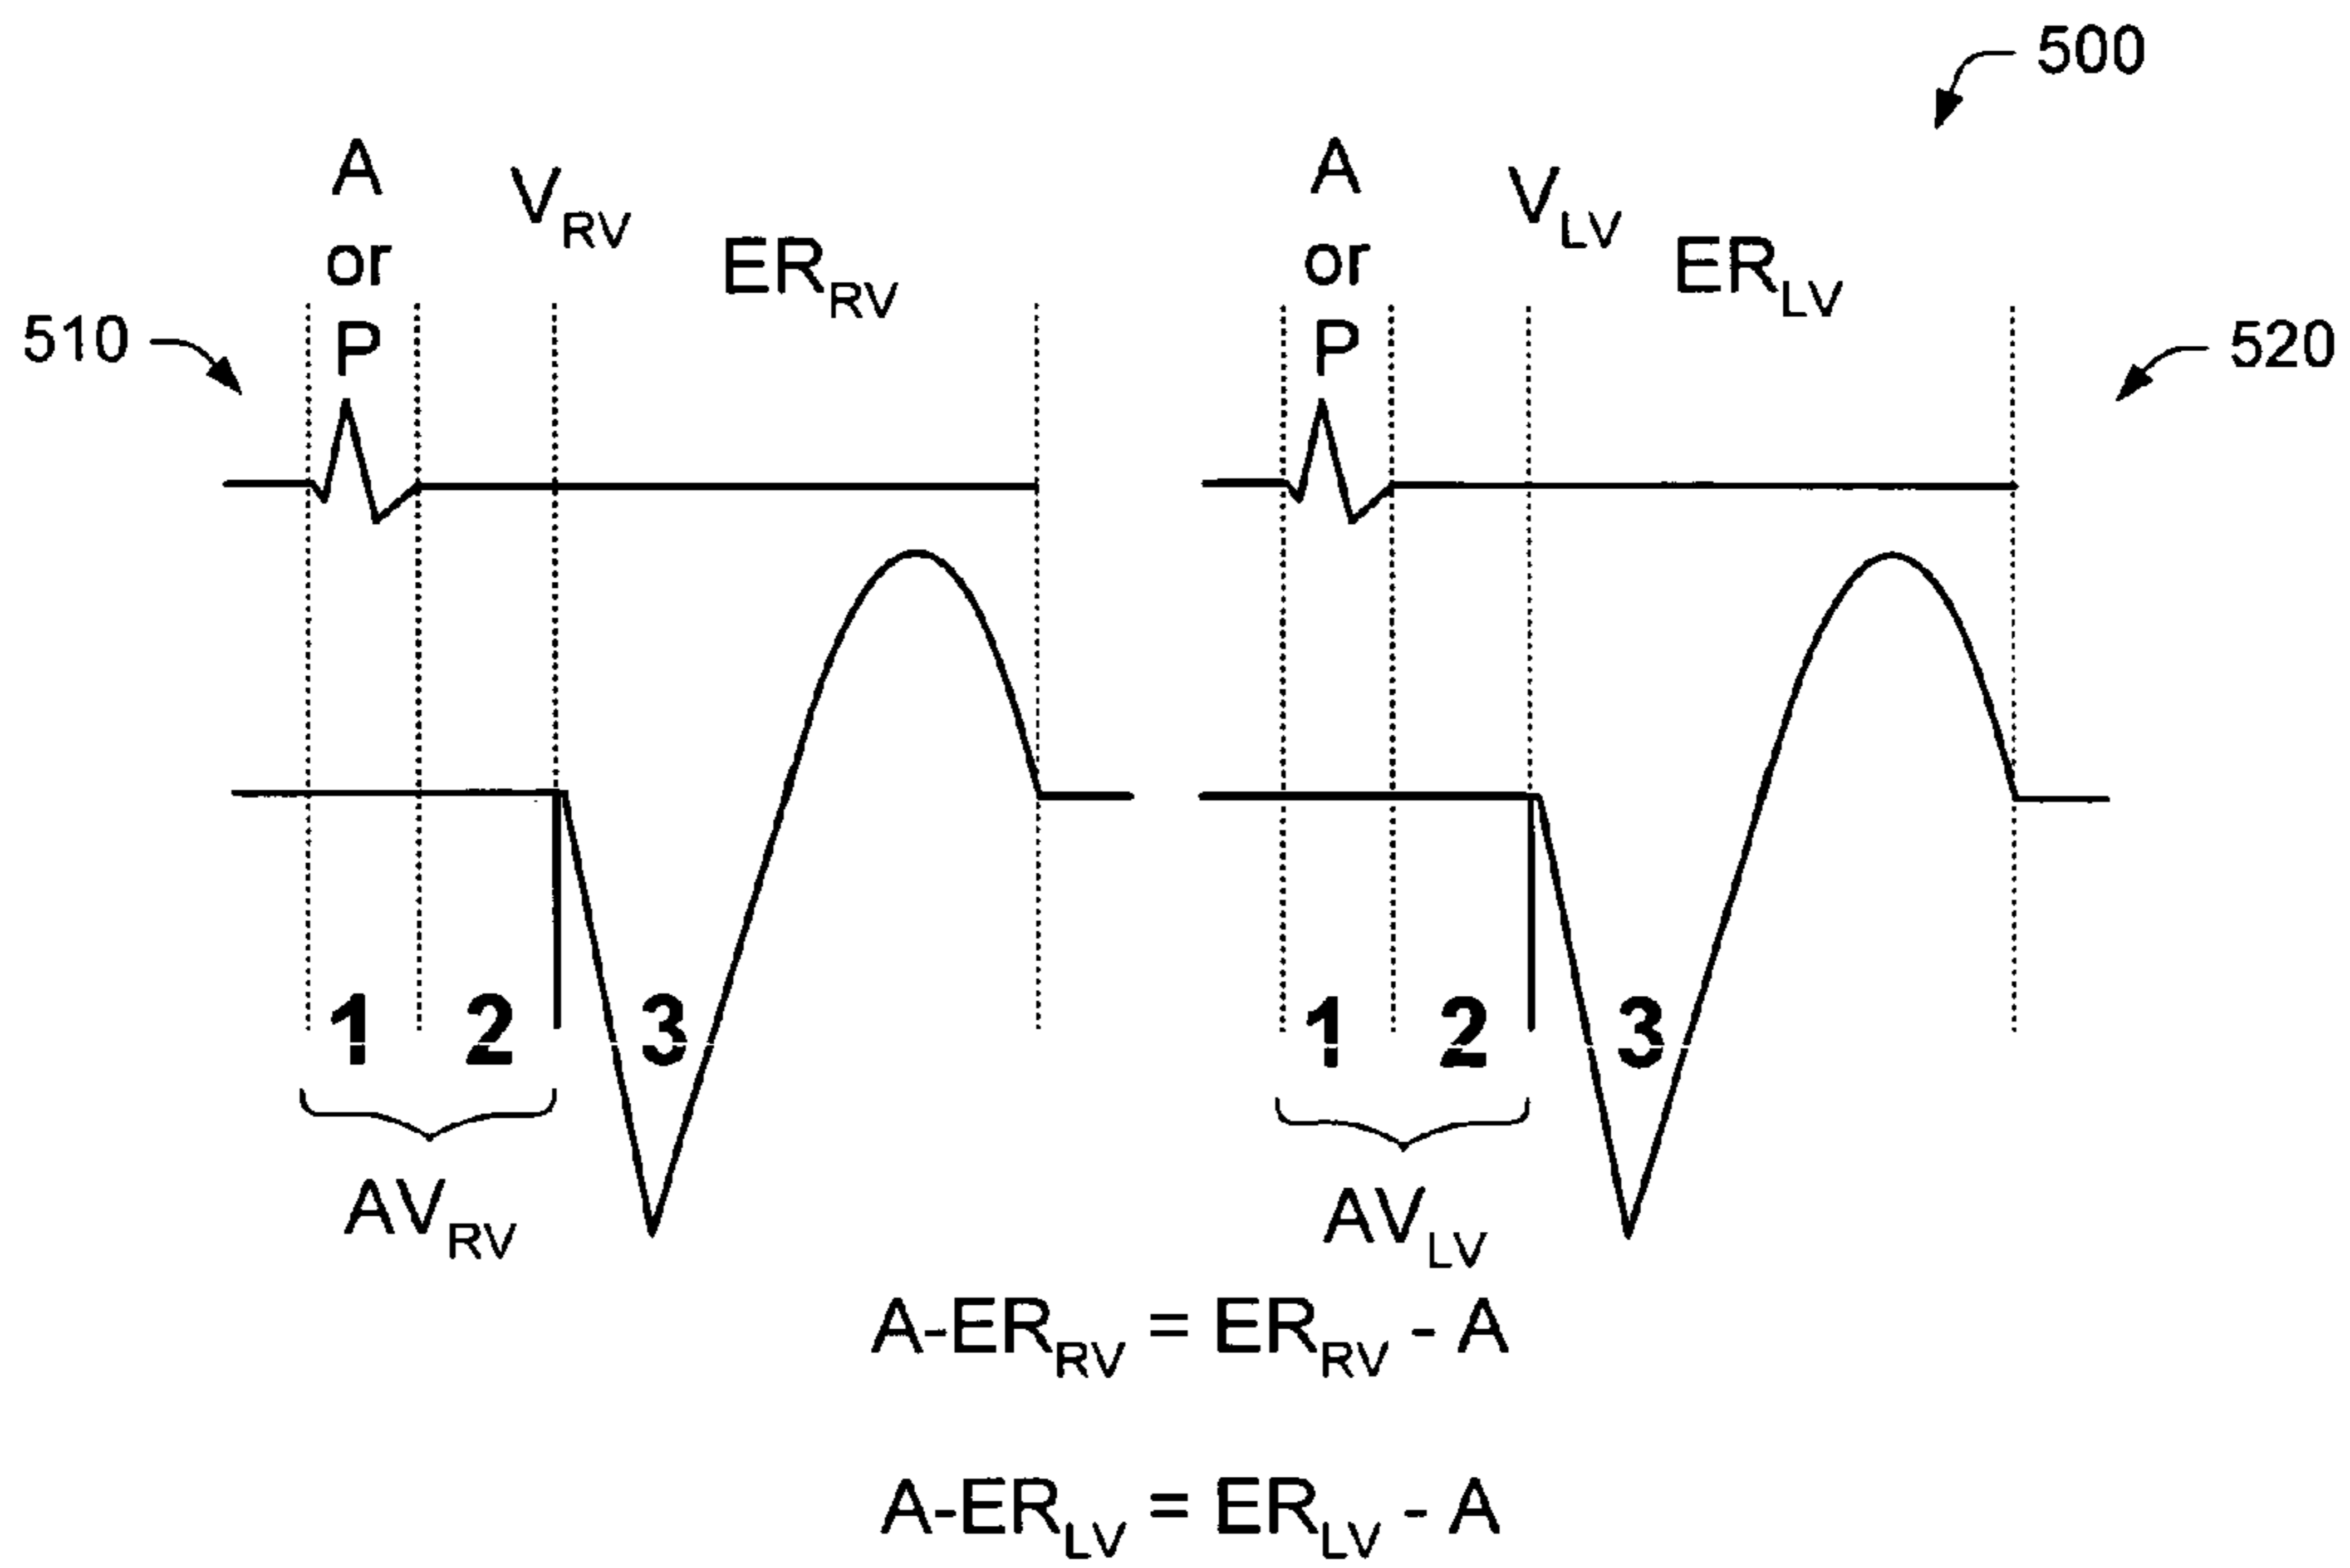 500
A
or
P
V_RV
ER_RV
A
or
P
V_LV
ER_LV
510
520
1 2 3
1 2 3
AV_RV
AV_LV
A-ER_RV = ER_RV - A
A-ER_LV = ER_LV - A